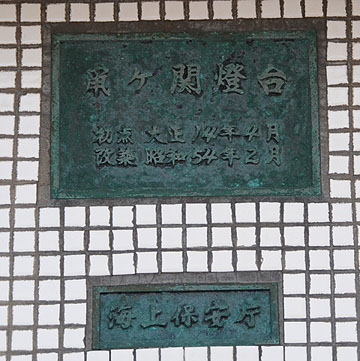 鼡ケ関燈台
初点 大正14年4月
改築 昭和54年2月
海上保安庁